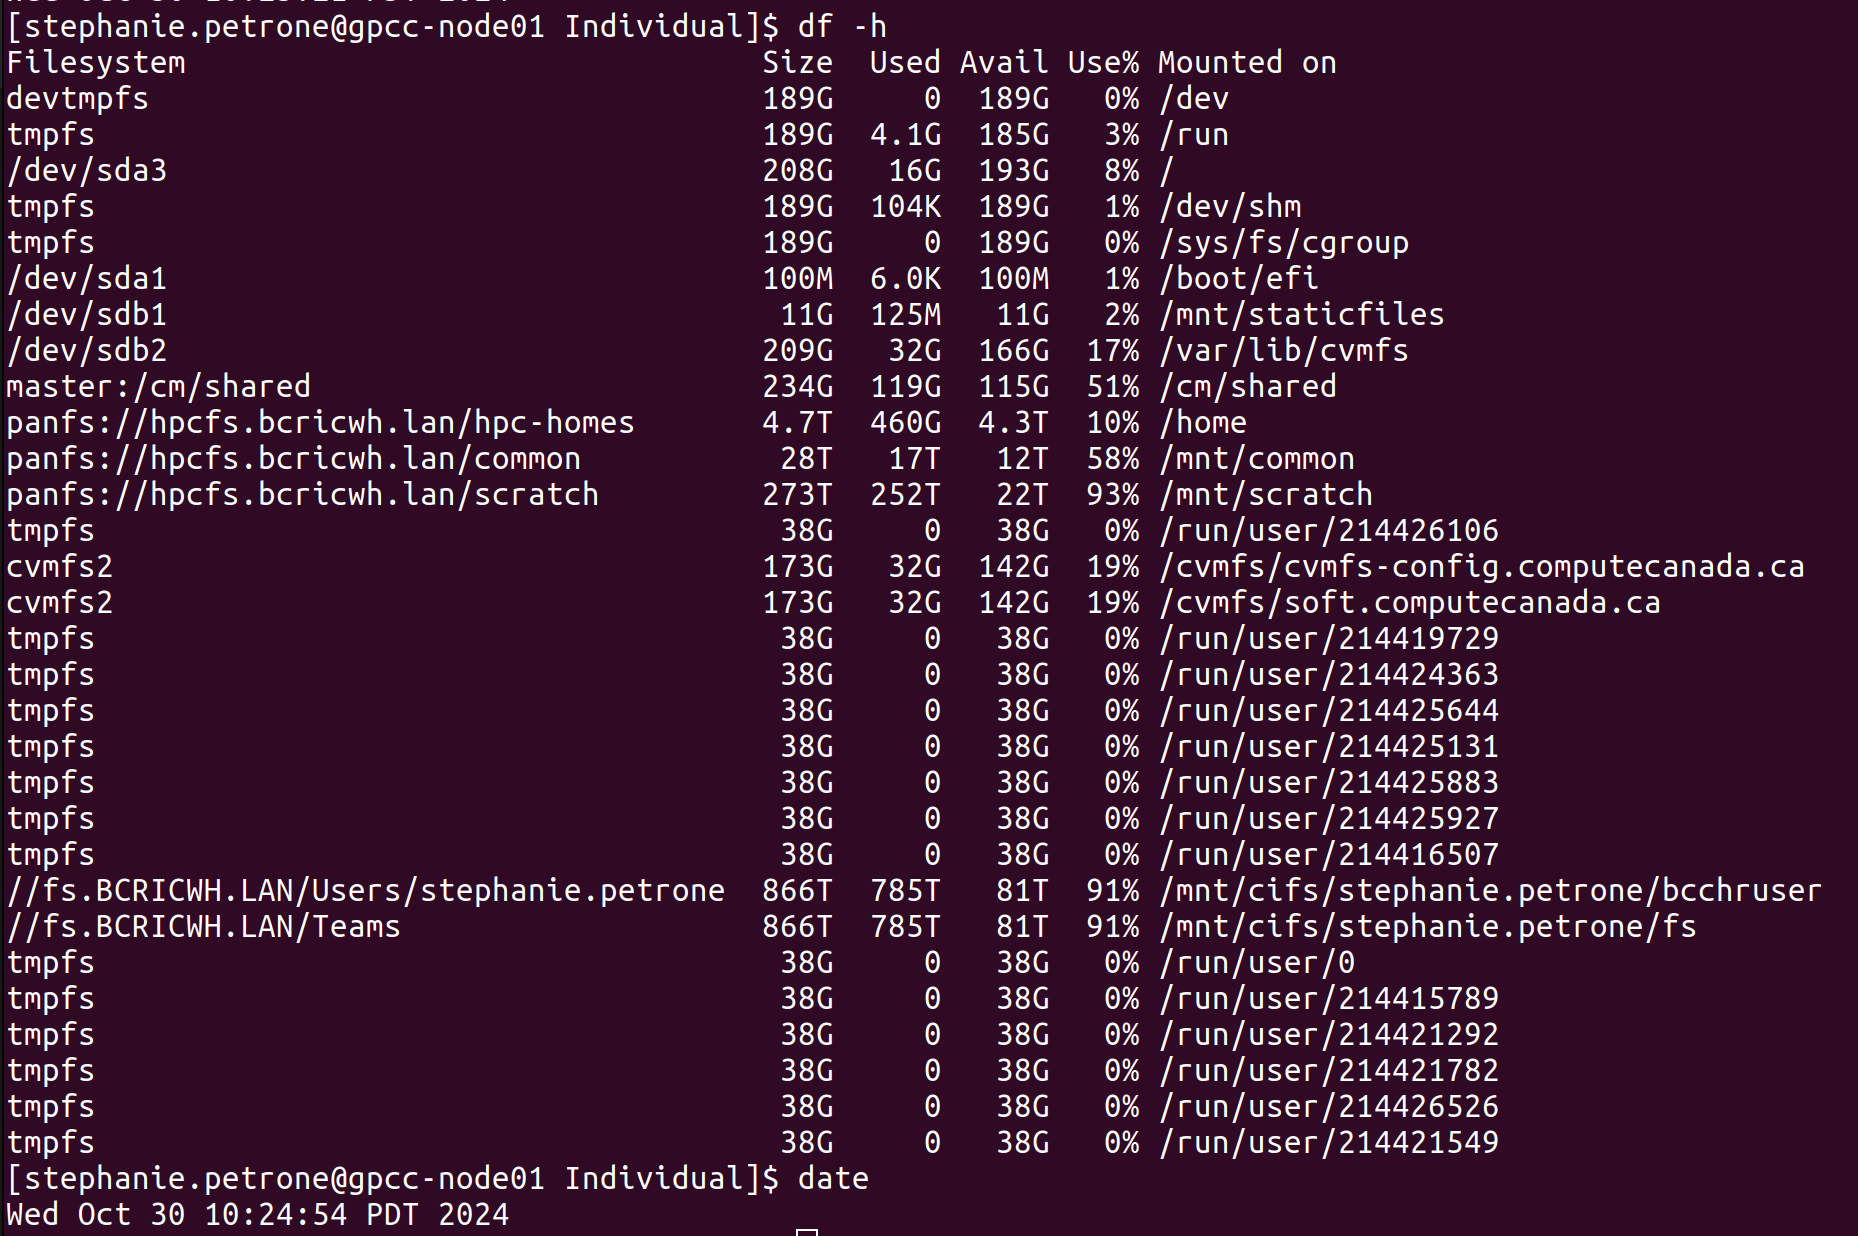 [stephanie.petrone@gpcc-node01 Individual]$ df -h
Filesystem                                Size  Used Avail Use% Mounted on
devtmpfs                                  189G     0  189G   0% /dev
tmpfs                                     189G  4.1G  185G   3% /run
/dev/sda3                                 208G   16G  193G   8% /
tmpfs                                     189G  104K  189G   1% /dev/shm
tmpfs                                     189G     0  189G   0% /sys/fs/cgroup
/dev/sda1                                 100M  6.0K  100M   1% /boot/efi
/dev/sdb1                                  11G  125M   11G   2% /mnt/staticfiles
/dev/sdb2                                 209G   32G  166G  17% /var/lib/cvmfs
master:/cm/shared                         234G  119G  115G  51% /cm/shared
panfs://hpcfs.bcricwh.lan/hpc-homes       4.7T  460G  4.3T  10% /home
panfs://hpcfs.bcricwh.lan/common           28T   17T   12T  58% /mnt/common
panfs://hpcfs.bcricwh.lan/scratch         273T  252T   22T  93% /mnt/scratch
tmpfs                                      38G     0   38G   0% /run/user/214426106
cvmfs2                                    173G   32G  142G  19% /cvmfs/cvmfs-config.computecanada.ca
cvmfs2                                    173G   32G  142G  19% /cvmfs/soft.computecanada.ca
tmpfs                                      38G     0   38G   0% /run/user/214419729
tmpfs                                      38G     0   38G   0% /run/user/214424363
tmpfs                                      38G     0   38G   0% /run/user/214425644
tmpfs                                      38G     0   38G   0% /run/user/214425131
tmpfs                                      38G     0   38G   0% /run/user/214425883
tmpfs                                      38G     0   38G   0% /run/user/214425927
tmpfs                                      38G     0   38G   0% /run/user/214416507
//fs.BCRICWH.LAN/Users/stephanie.petrone  866T  785T   81T  91% /mnt/cifs/stephanie.petrone/bcchruser
//fs.BCRICWH.LAN/Teams                    866T  785T   81T  91% /mnt/cifs/stephanie.petrone/fs
tmpfs                                      38G     0   38G   0% /run/user/0
tmpfs                                      38G     0   38G   0% /run/user/214415789
tmpfs                                      38G     0   38G   0% /run/user/214421292
tmpfs                                      38G     0   38G   0% /run/user/214421782
tmpfs                                      38G     0   38G   0% /run/user/214426526
tmpfs                                      38G     0   38G   0% /run/user/214421549
[stephanie.petrone@gpcc-node01 Individual]$ date
Wed Oct 30 10:24:54 PDT 2024